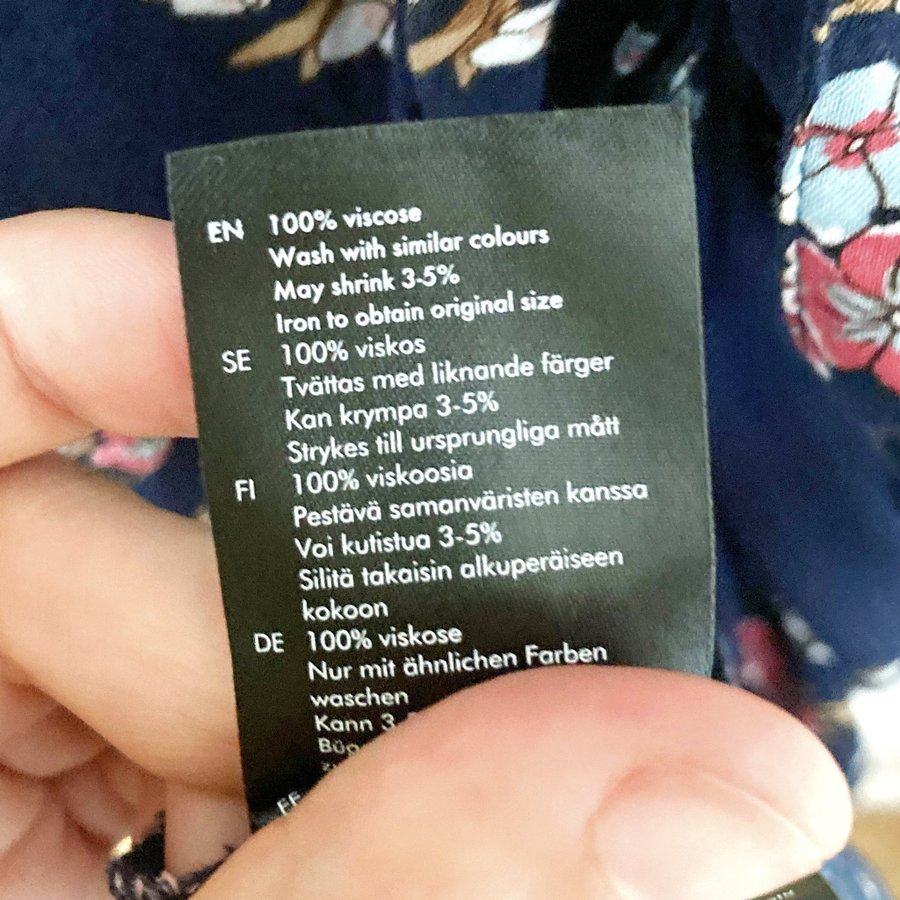 EN 100% viscose
Wash with similar colours
May shrink 3-5%
Iron to obtain original size
SE 100% viskos
Tvättas med liknande färger
Kan krympa 3-5%
Strykes till ursprungliga mått
FI 100% viskoosia
Pestävä samanväristen kanssa
Voi kutistua 3-5%
Silitä takaisin alkuperäiseen
kokoon
DE 100% viskose
Nur mit ähnlichen Farben
waschen
Kann 3